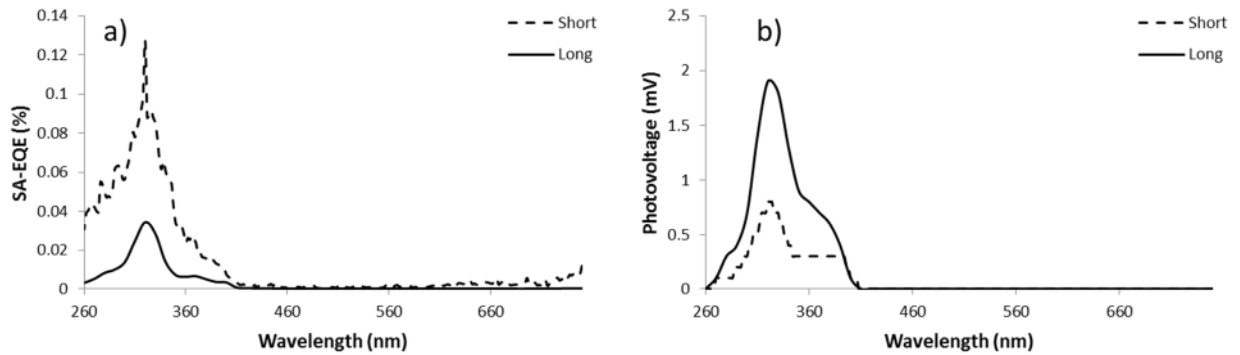 a)
Short
Long
0.14
0.12
0.1
0.08
0.06
0.04
0.02
0
SA-EQE (%)
260
360
460
560
660
Wavelength (nm)
b)
Short
Long
2.5
2
1.5
1
0.5
0
Photovoltage (mV)
260
360
460
560
660
Wavelength (nm)